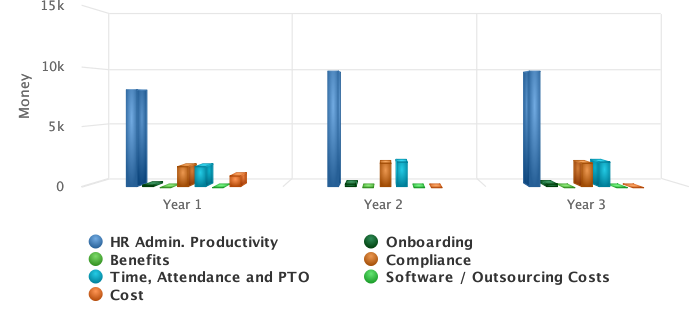 15k
10k
Money
5k
0
Year 1 Year 2 Year 3
HR Admin. Productivity Onboarding
Benefits Compliance
Time, Attendance and PTO Software / Outsourcing Costs
Cost